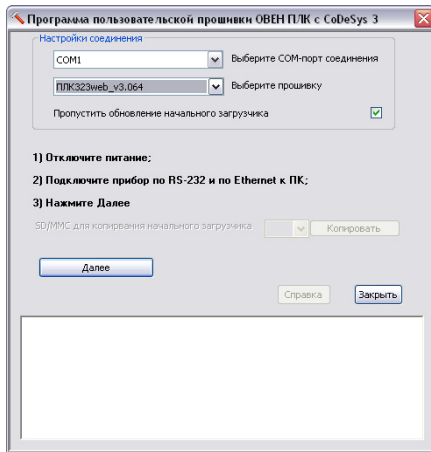 Программа пользовательской прошивки ОВЕН ПЛК с CoDeSys 3
Настройки соединения
COM1 Выберите COM-порт соединения
ПЛК323web_v3.064 Выберите прошивку
Пропустить обновление начального загрузчика
1) Отключите питание;
2) Подключите прибор по RS-232 и по Ethernet к ПК;
3) Нажмите Далее
SD/MMC для копирвания начального загрузчика Копировать
Далее
Справка Закрыть